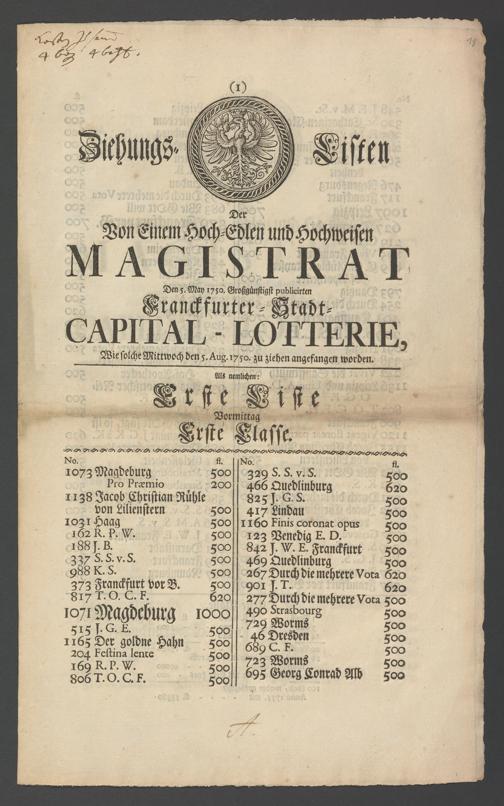 (1)
Ziehungs- Listen
Der
Von Einem Hoch-Edlen und Hochweisen
MAGISTRAT
Den 5. May 1750. Großgünstigst publicirten
Franckfurter-Stadt-
CAPITAL-LOTTERIE,
Wie solche Mittwoch den 5. Aug. 1750. zu ziehen angefangen worden.
Als nemlichen:
Erste Liste
Vormittag
Erste Classe.
No. fl.
1073 Magdeburg 500
Pro Præmio 200
1138 Jacob Christian Rühle
von Lilienstern 500
1031 Haag 500
162 R. P. W. 500
188 J. B. 500
337 S. S. v. S. 500
988 K. S. 500
373 Franckfurt vor B. 500
817 T. O. C. F. 620
1071 Magdeburg 1000
515 J. G. E. 500
1165 Der goldne Hahn 500
204 Festina lente 500
169 R. P. W. 500
806 T. O. C. F. 500
No. fl.
329 S. S. v. S. 500
466 Quedlinburg 620
825 J. G. S. 500
417 Lindau 500
1160 Finis coronat opus 500
123 Venedig E. D. 500
842 J. W. E. Franckfurt 500
469 Quedlinburg 500
267 Durch die mehrere Vota 620
901 J. T. 620
277 Durch die mehrere Vota 500
490 Strasbourg 500
729 Worms 500
46 Dresden 500
689 C. F. 500
723 Worms 500
695 Georg Conrad Alb 500
A.